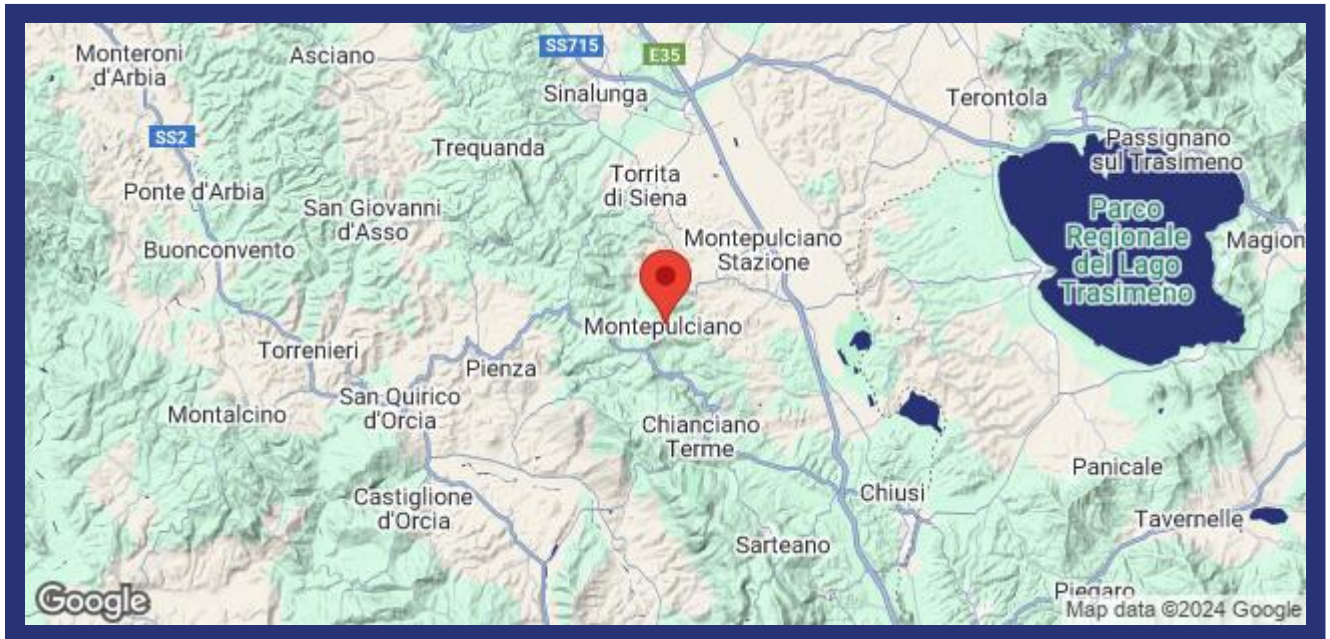 Monteroni
d'Arbia
Asciano
SS715
E35
Sinalunga
Terontola
SS2
Trequanda
Passignano
sul Trasimeno
Ponte d'Arbia
Torrita
di Siena
San Giovanni
d'Asso
Parco
Regionale
del Lago
Trasimeno
Buonconvento
Montepulciano
Stazione
Magion
Montepulciano
Torrenieri
Pienza
San Quirico
d'Orcia
Montalcino
Chianciano
Terme
Panicale
Castiglione
d'Orcia
Chiusi
Tavernelle
Sarteano
Piegaro
Google
Map data ©2024 Google